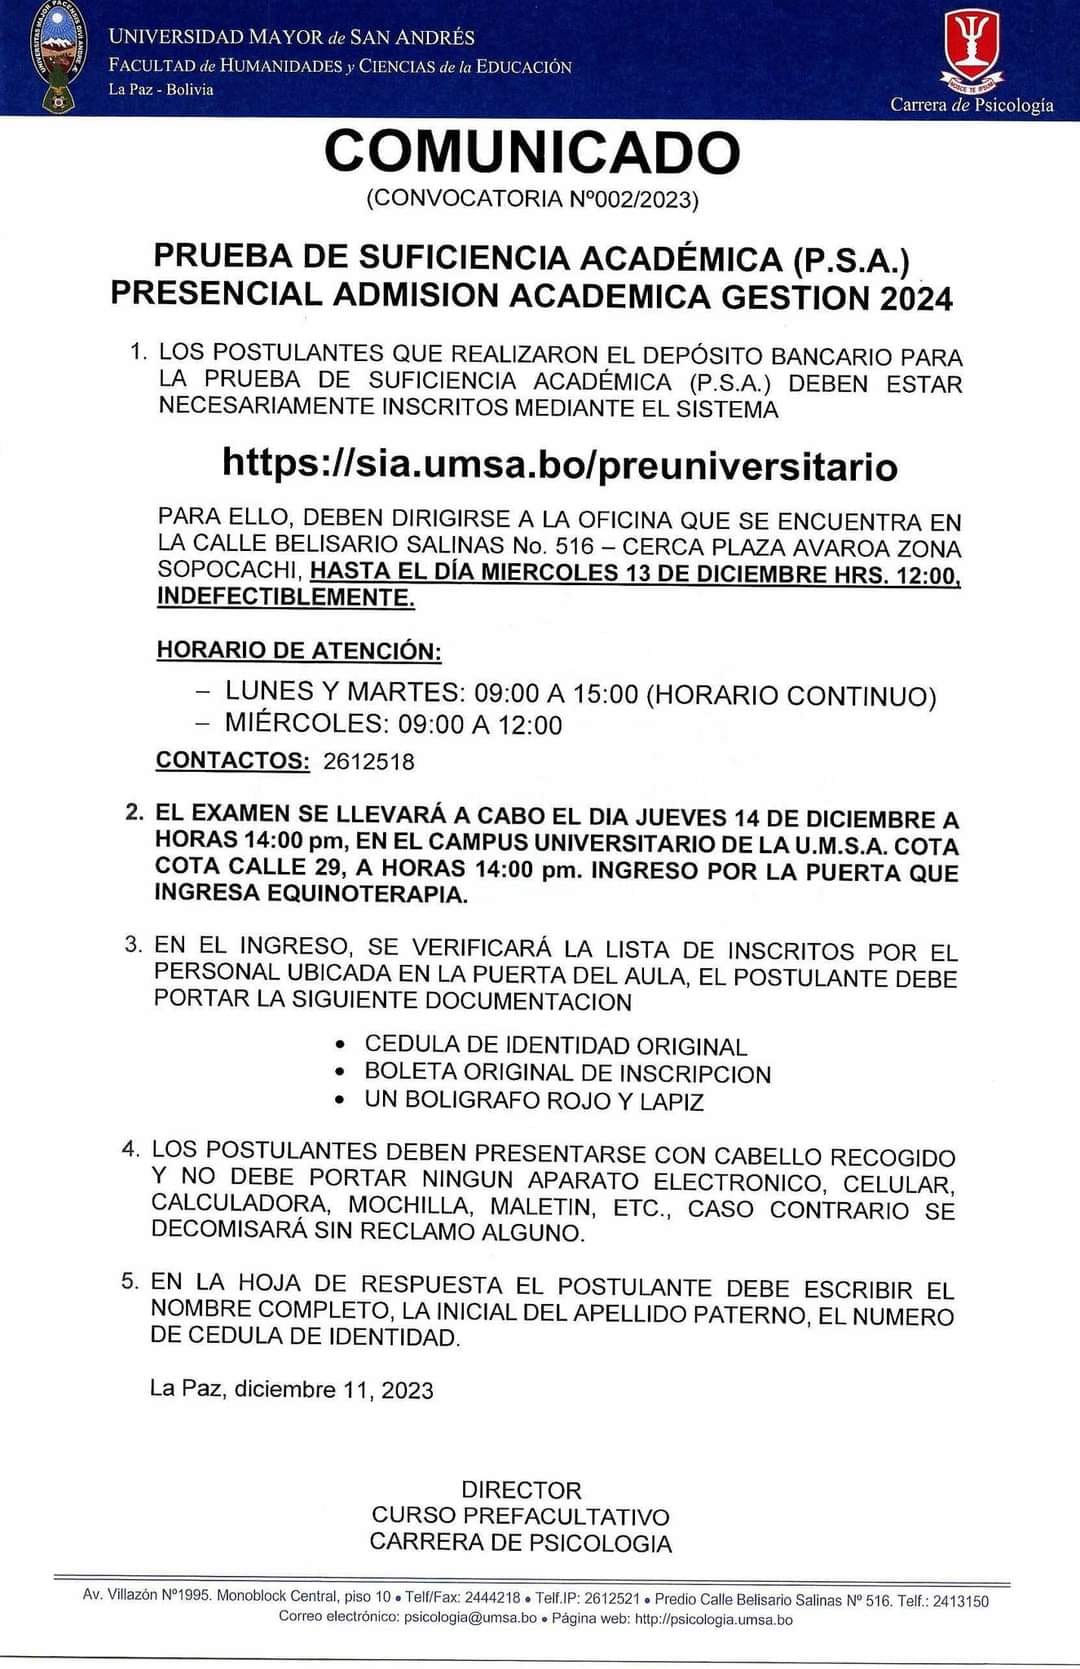 UNIVERSIDAD MAYOR de SAN ANDRÉS
FACULTAD de HUMANIDADES y CIENCIAS de la EDUCACIÓN
La Paz - Bolivia
Carrera de Psicología
COMUNICADO
(CONVOCATORIA Nº002/2023)
PRUEBA DE SUFICIENCIA ACADÉMICA (P.S.A.)
PRESENCIAL ADMISION ACADEMICA GESTION 2024
1. LOS POSTULANTES QUE REALIZARON EL DEPÓSITO BANCARIO PARA
LA PRUEBA DE SUFICIENCIA ACADÉMICA (P.S.A.) DEBEN ESTAR
NECESARIAMENTE INSCRITOS MEDIANTE EL SISTEMA
https://sia.umsa.bo/preuniversitario
PARA ELLO, DEBEN DIRIGIRSE A LA OFICINA QUE SE ENCUENTRA EN
LA CALLE BELISARIO SALINAS No. 516 – CERCA PLAZA AVAROA ZONA
SOPOCACHI, HASTA EL DÍA MIERCOLES 13 DE DICIEMBRE HRS. 12:00,
INDEFECTIBLEMENTE.
HORARIO DE ATENCIÓN:
– LUNES Y MARTES: 09:00 A 15:00 (HORARIO CONTINUO)
– MIÉRCOLES: 09:00 A 12:00
CONTACTOS: 2612518
2. EL EXAMEN SE LLEVARÁ A CABO EL DIA JUEVES 14 DE DICIEMBRE A
HORAS 14:00 pm, EN EL CAMPUS UNIVERSITARIO DE LA U.M.S.A. COTA
COTA CALLE 29, A HORAS 14:00 pm. INGRESO POR LA PUERTA QUE
INGRESA EQUINOTERAPIA.
3. EN EL INGRESO, SE VERIFICARÁ LA LISTA DE INSCRITOS POR EL
PERSONAL UBICADA EN LA PUERTA DEL AULA, EL POSTULANTE DEBE
PORTAR LA SIGUIENTE DOCUMENTACION
• CEDULA DE IDENTIDAD ORIGINAL
• BOLETA ORIGINAL DE INSCRIPCION
• UN BOLIGRAFO ROJO Y LAPIZ
4. LOS POSTULANTES DEBEN PRESENTARSE CON CABELLO RECOGIDO
Y NO DEBE PORTAR NINGUN APARATO ELECTRONICO, CELULAR,
CALCULADORA, MOCHILLA, MALETIN, ETC., CASO CONTRARIO SE
DECOMISARÁ SIN RECLAMO ALGUNO.
5. EN LA HOJA DE RESPUESTA EL POSTULANTE DEBE ESCRIBIR EL
NOMBRE COMPLETO, LA INICIAL DEL APELLIDO PATERNO, EL NUMERO
DE CEDULA DE IDENTIDAD.
La Paz, diciembre 11, 2023
DIRECTOR
CURSO PREFACULTATIVO
CARRERA DE PSICOLOGIA
Av. Villazón Nº1995. Monoblock Central, piso 10 • Telf/Fax: 2444218 • Telf.IP: 2612521 • Predio Calle Belisario Salinas Nº 516. Telf.: 2413150
Correo electrónico: psicologia@umsa.bo • Página web: http://psicologia.umsa.bo